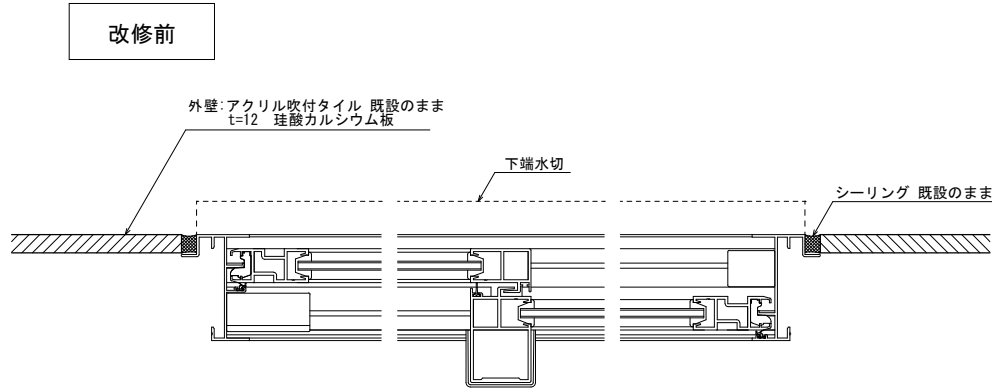 改修前
外壁:アクリル吹付タイル 既設のまま
t=12 珪酸カルシウム板
下端水切
シーリング 既設のまま